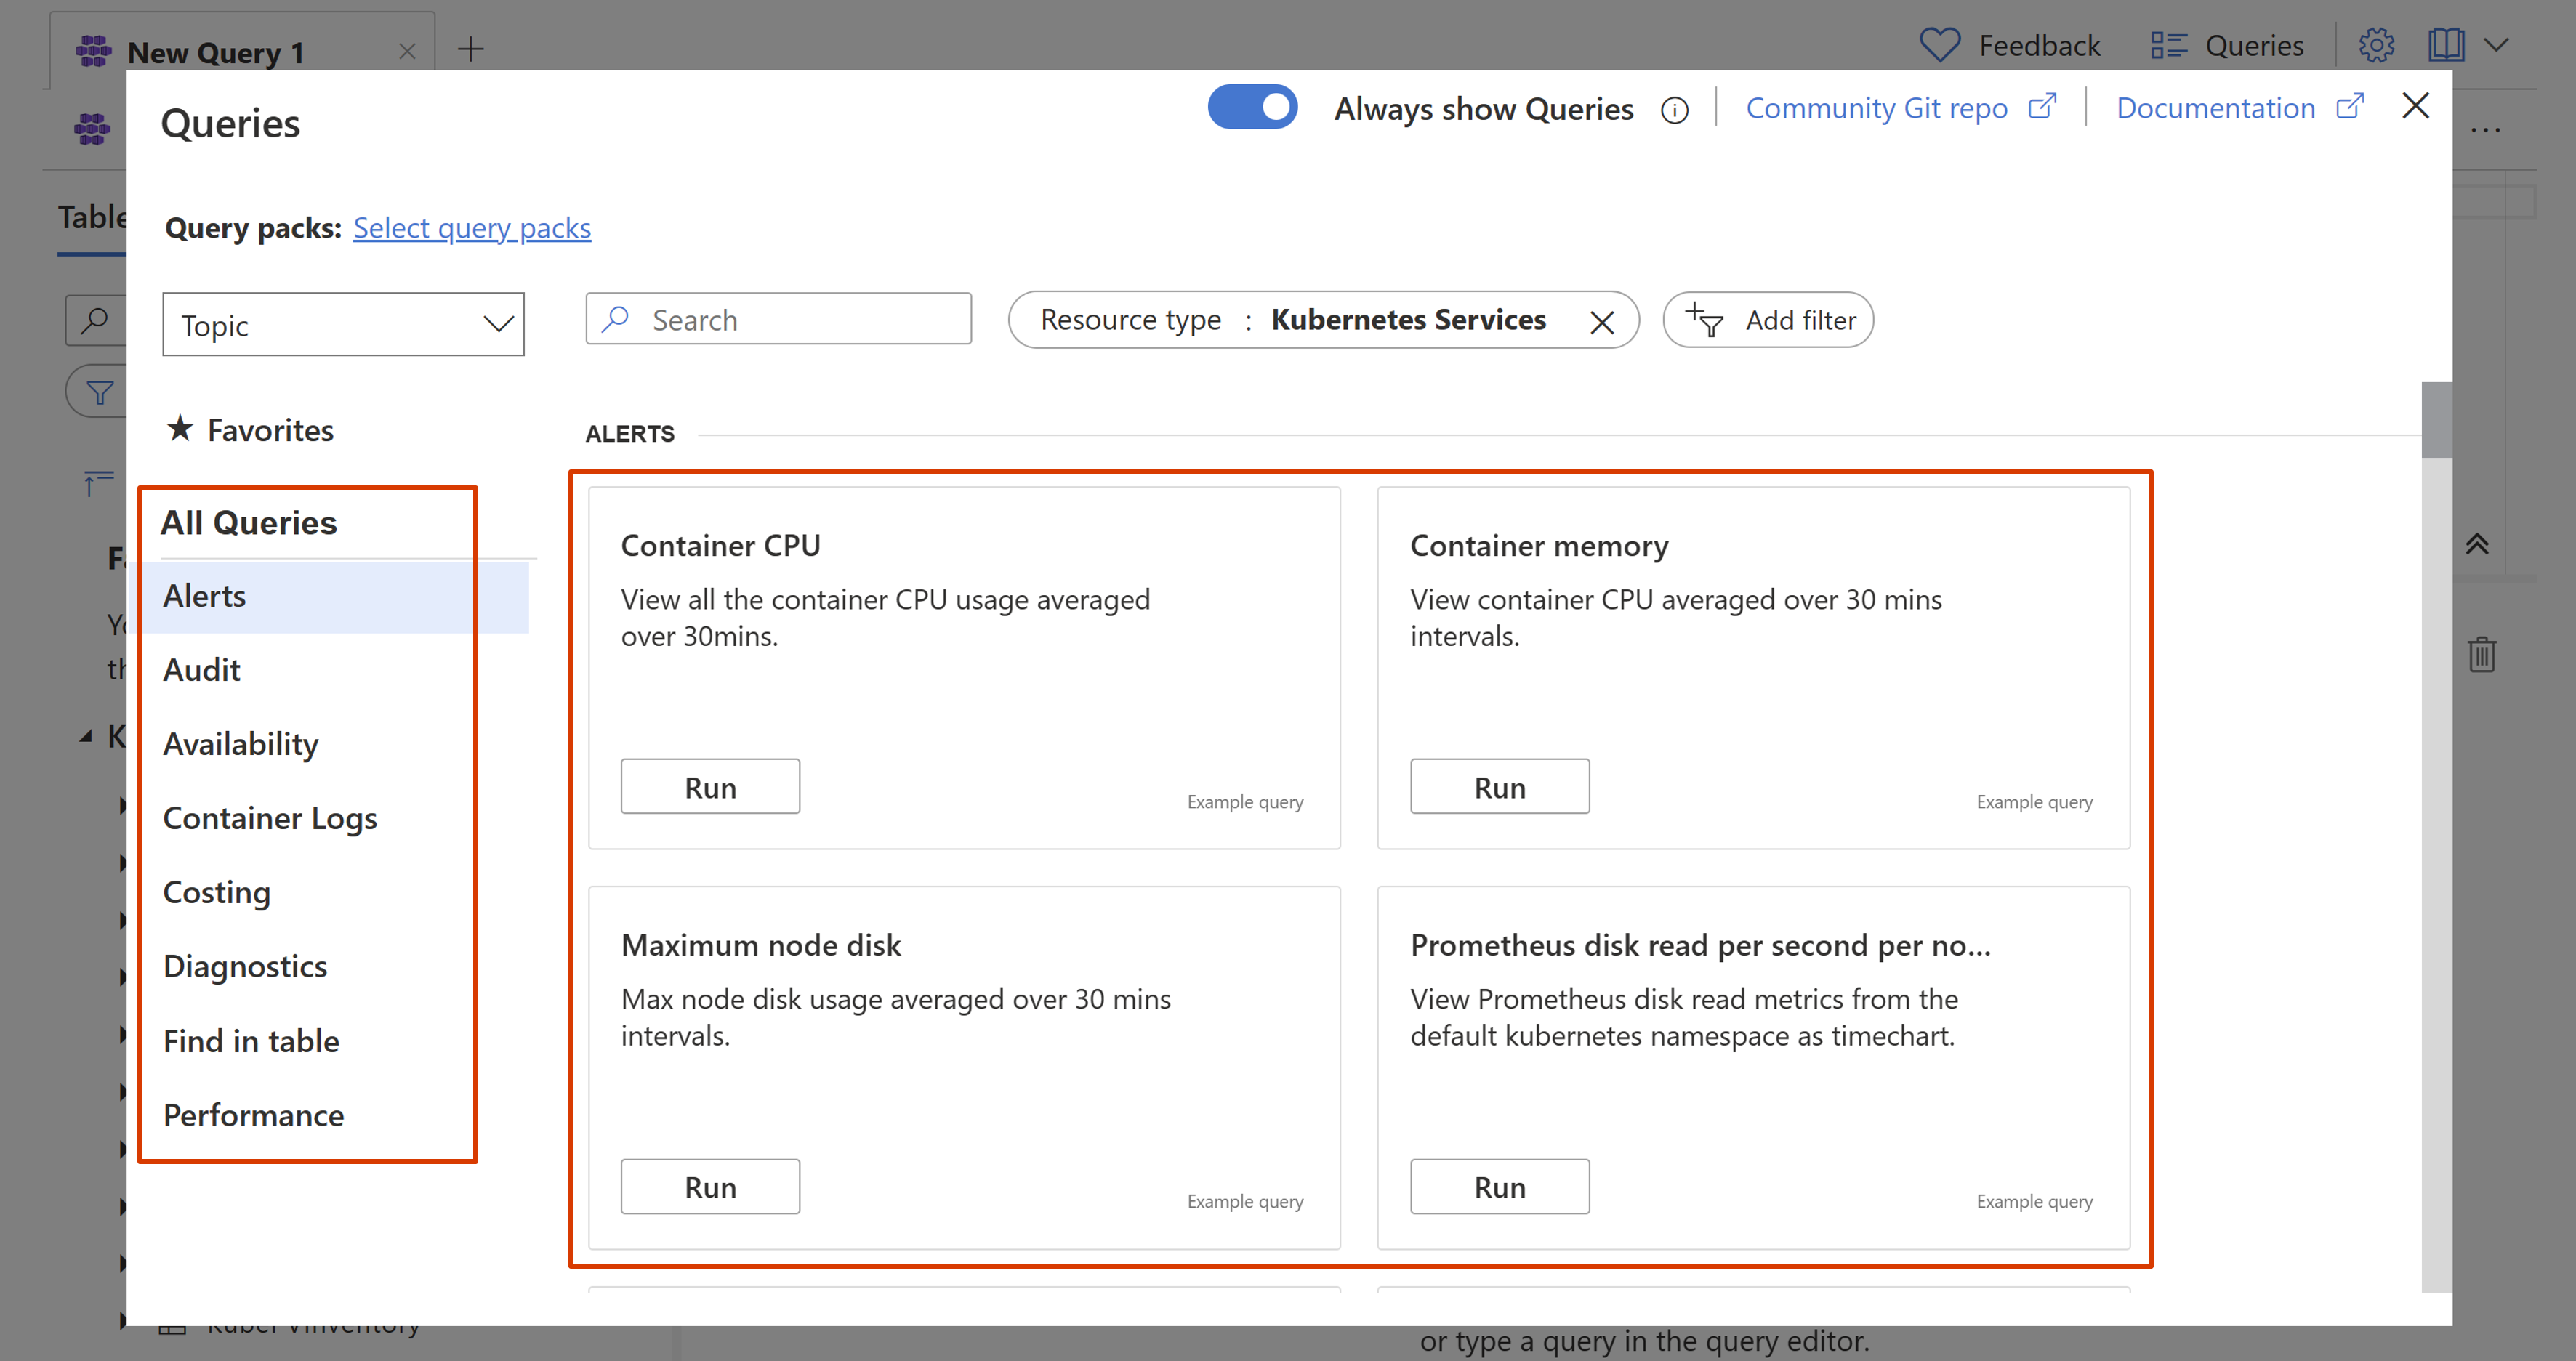 New Query 1
Feedback
Queries
Queries
Always show Queries
Community Git repo
Documentation
Table
Query packs: Select query packs
Topic
Search
Resource type : Kubernetes Services
Add filter
Favorites
ALERTS
All Queries
Alerts
Audit
Availability
Container Logs
Costing
Diagnostics
Find in table
Performance
Container CPU
View all the container CPU usage averaged
over 30mins.
Run
Example query
Container memory
View container CPU averaged over 30 mins
intervals.
Run
Example query
Maximum node disk
Max node disk usage averaged over 30 mins
intervals.
Run
Example query
Prometheus disk read per second per no...
View Prometheus disk read metrics from the
default kubernetes namespace as timechart.
Run
Example query
or type a query in the query editor.